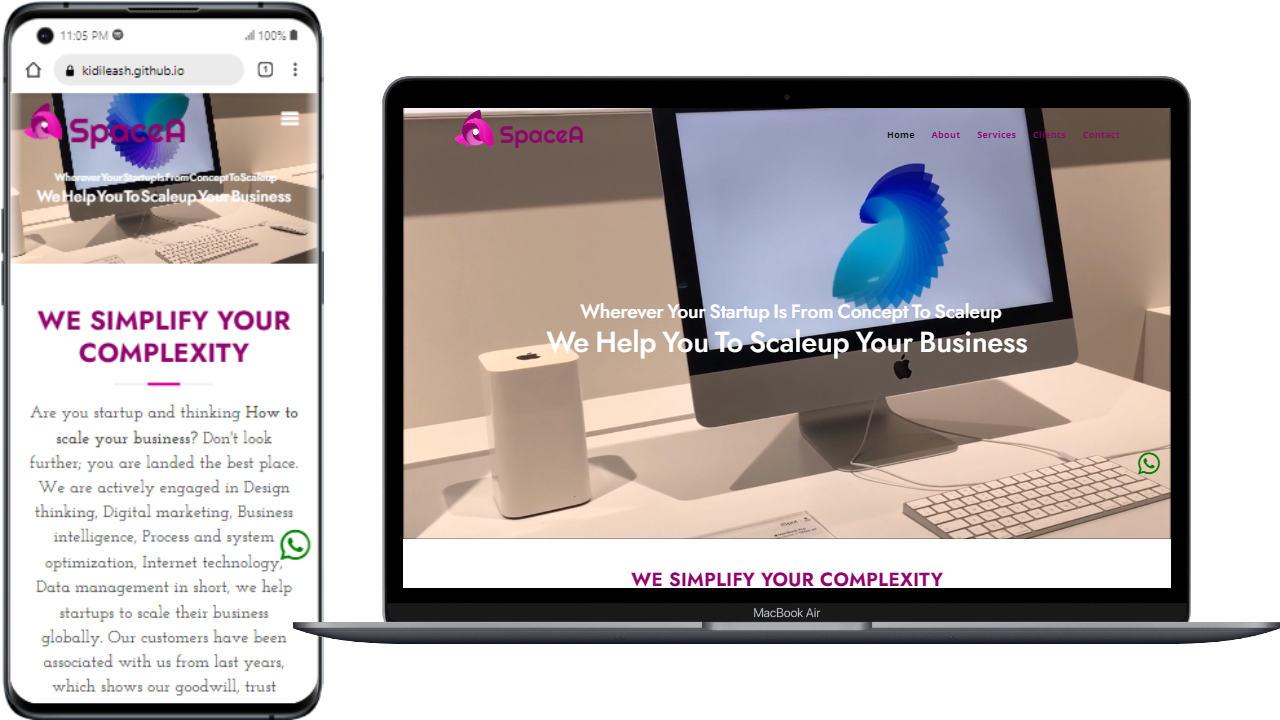 11:05 PM
100%
kidileash.github.io
1
SpaceA
Wherever Your Startup Is From Concept To Scaleup
We Help You To Scaleup Your Business
WE SIMPLIFY YOUR
COMPLEXITY
Are you startup and thinking How to
scale your business? Don't look
further; you are landed the best place.
We are actively engaged in Design
thinking, Digital marketing, Business
intelligence, Process and system
optimization, Internet technology,
Data management in short, we help
startups to scale their business
globally. Our customers have been
associated with us from last years,
which shows our goodwill, trust
SpaceA
Home About Services Clients Contact
Wherever Your Startup Is From Concept To Scaleup
We Help You To Scaleup Your Business
WE SIMPLIFY YOUR COMPLEXITY
MacBook Air